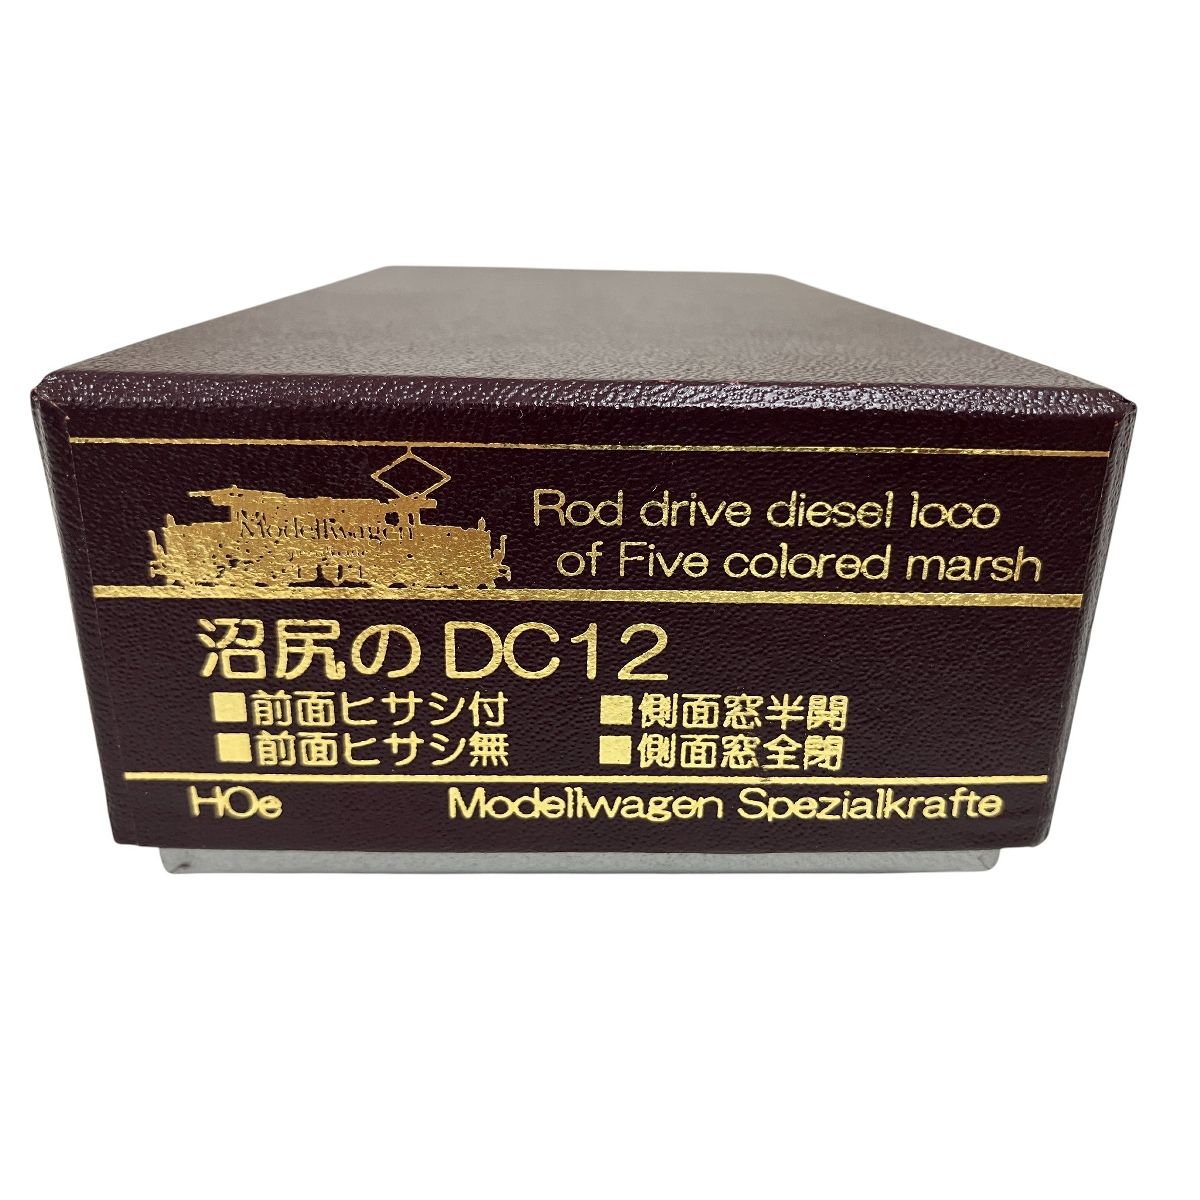 Modellwagen
Rod drive diesel loco
of Five colored marsh
沼尻のDC12
■前面ヒサシ付 ■側面窓半開
■前面ヒサシ無 ■側面窓全閉
HOe Modellwagen Spezialkrafte